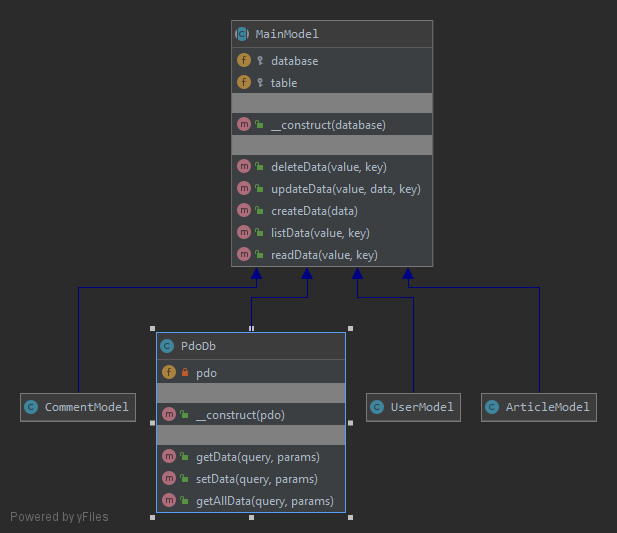 MainModel
database
table
__construct(database)
deleteData(value, key)
updateData(value, data, key)
createData(data)
listData(value, key)
readData(value, key)
PdoDb
pdo
__construct(pdo)
getData(query, params)
setData(query, params)
getAllData(query, params)
CommentModel
UserModel
ArticleModel
Powered by yFiles